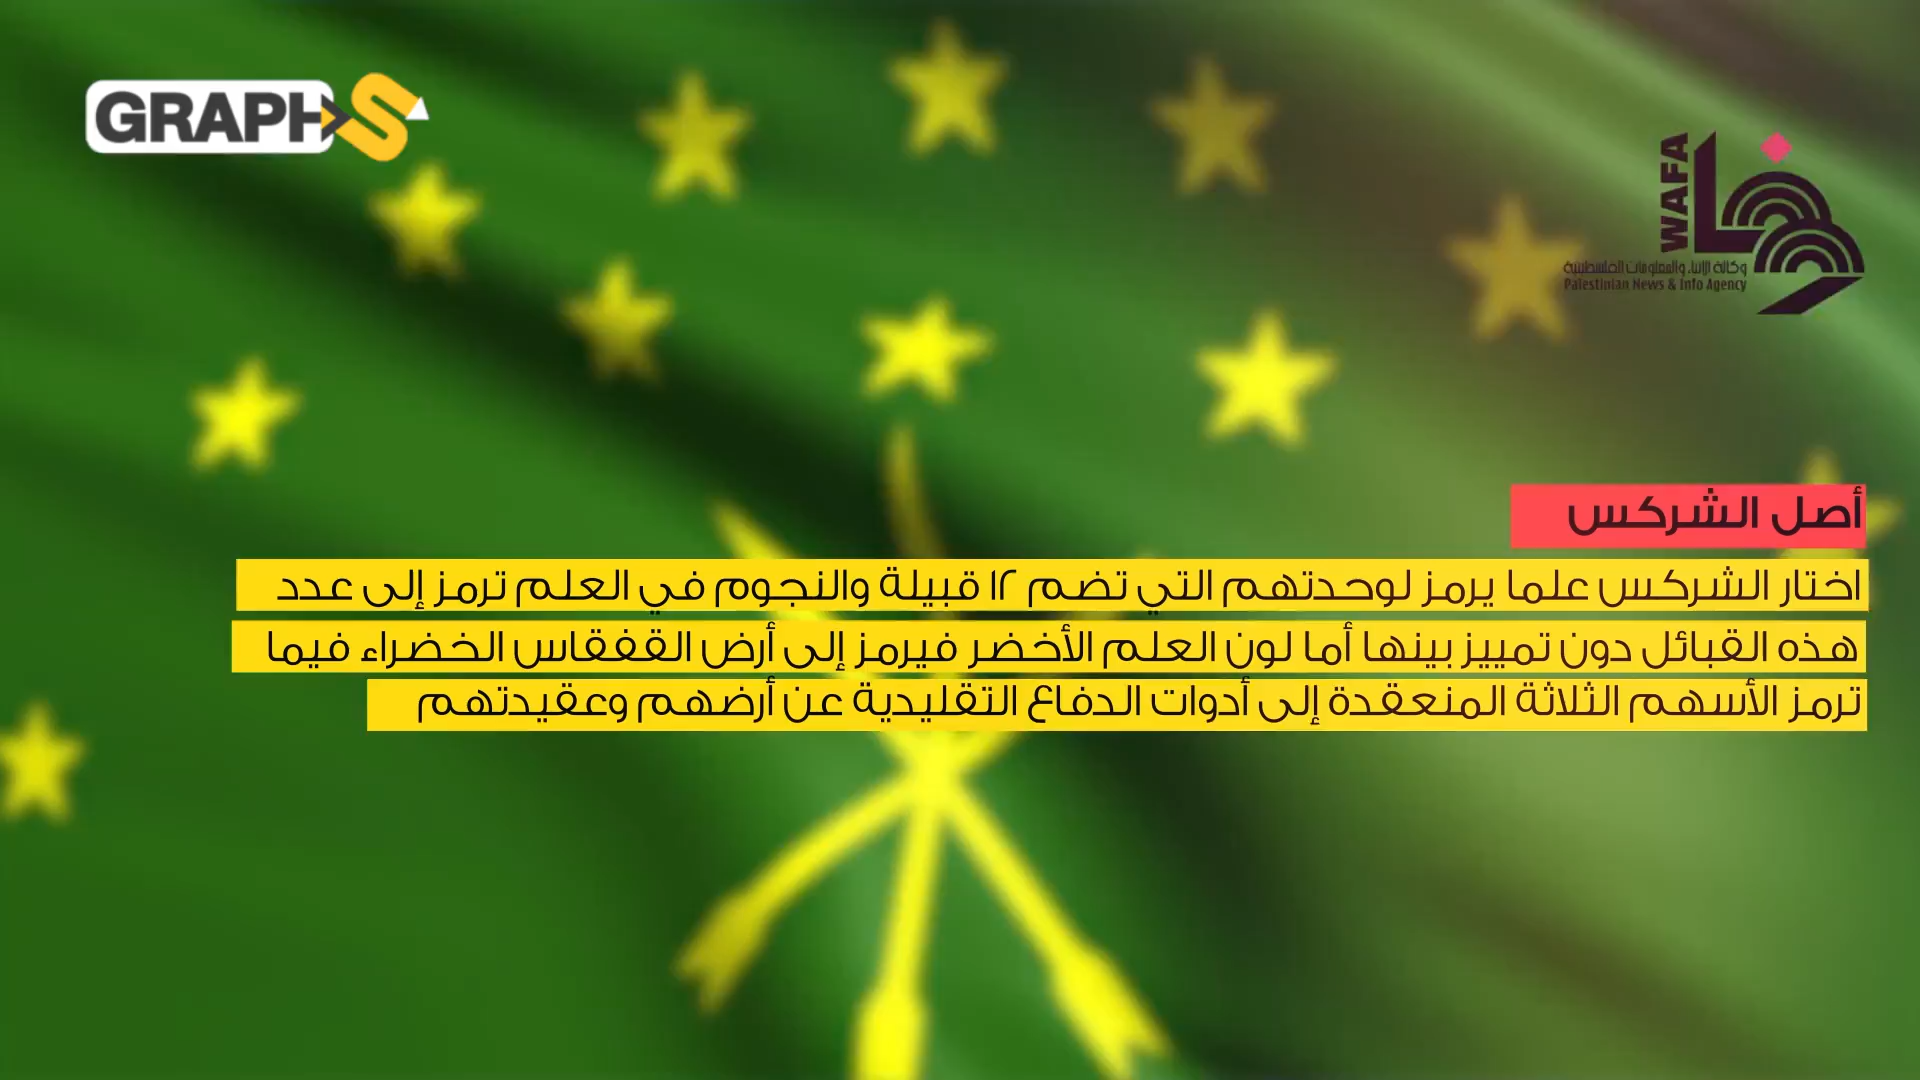 GRAPHS
WAFA
وفا
وكالة الأنباء والمعلومات الفلسطينية
Palestinian News & Info Agency
أصل الشركس
اختار الشركس علما يرمز لوحدتهم التي تضم ١٢ قبيلة والنجوم في العلم ترمز إلى عدد
هذه القبائل دون تمييز بينها أما لون العلم الأخضر فيرمز إلى أرض القفقاس الخضراء فيما
ترمز الأسهم الثلاثة المنعقدة إلى أدوات الدفاع التقليدية عن أرضهم وعقيدتهم